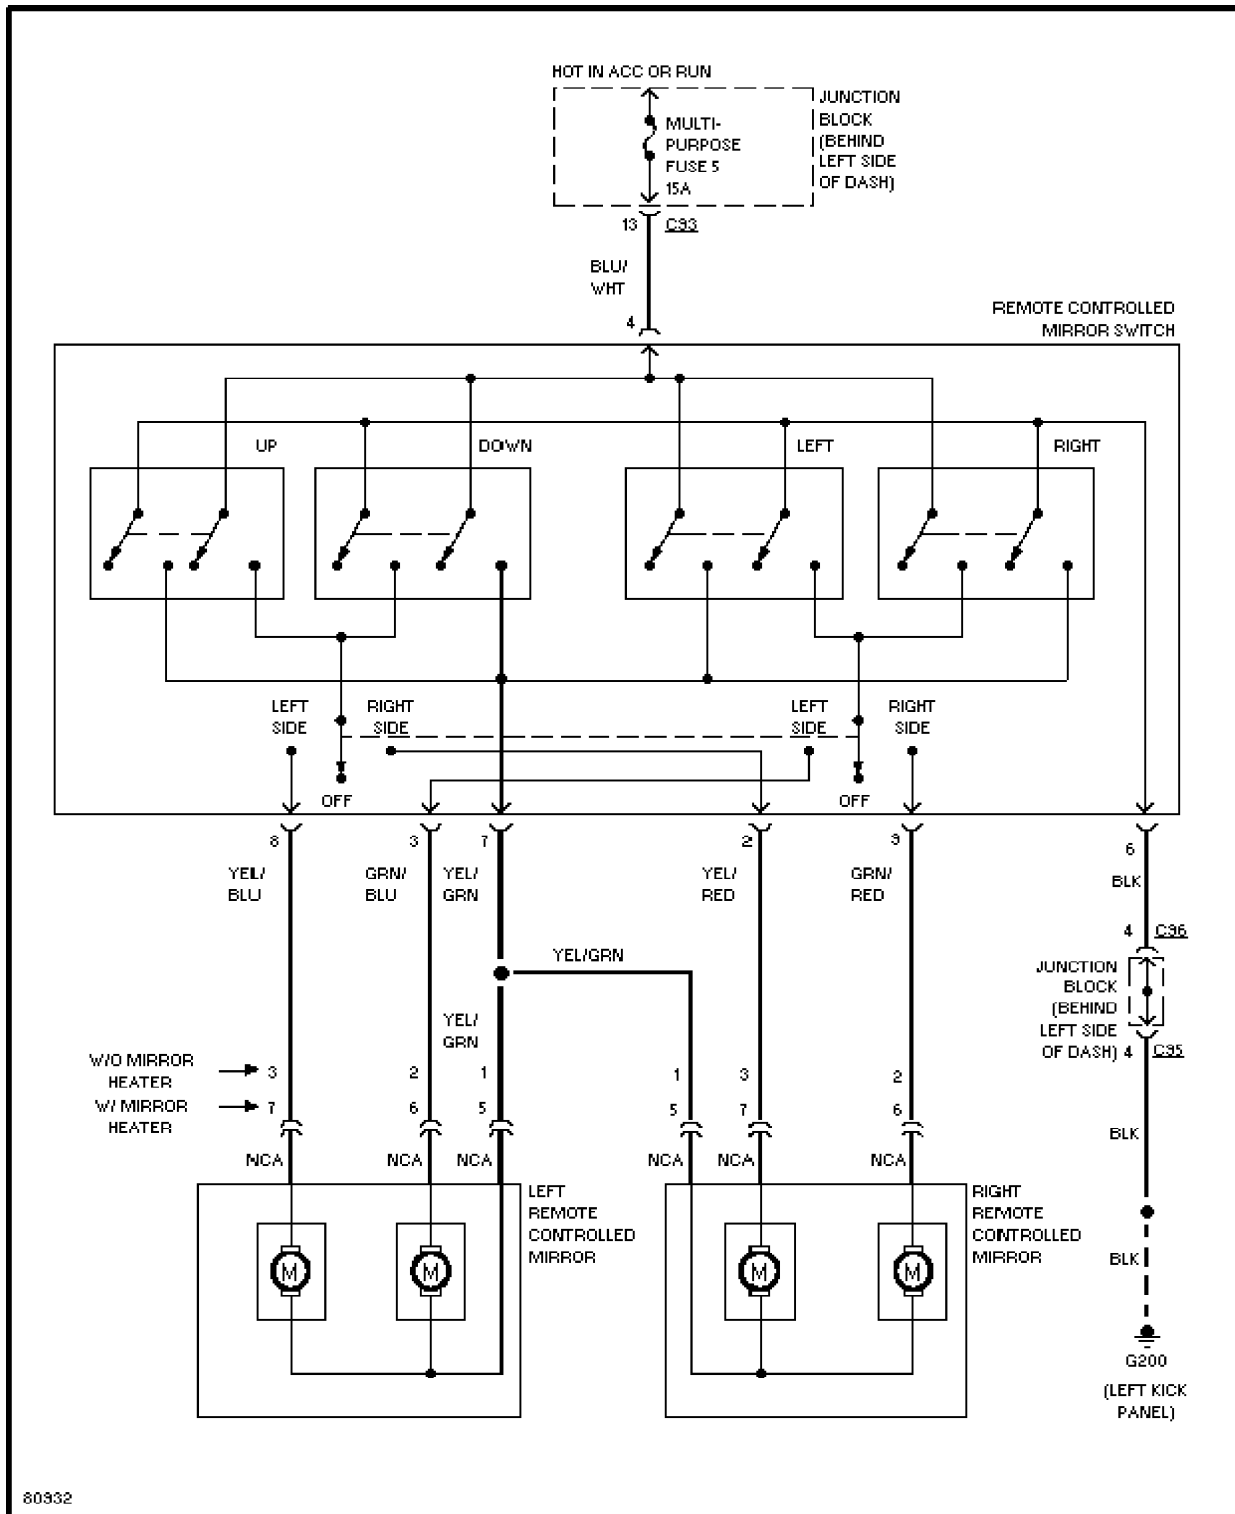 HOT IN ACC OR RUN
JUNCTION
BLOCK
(BEHIND
LEFT SIDE
OF DASH)
MULTI-
PURPOSE
FUSE 5
15A
13
C93
BLU/
WHT
4
REMOTE CONTROLLED
MIRROR SWITCH
UP
DOWN
LEFT
RIGHT
LEFT
SIDE
RIGHT
SIDE
LEFT
SIDE
RIGHT
SIDE
OFF
OFF
8
3
7
2
9
6
YEL/
BLU
GRN/
BLU
YEL/
GRN
YEL/
RED
GRN/
RED
BLK
4
C96
YEL/GRN
JUNCTION
BLOCK
(BEHIND
LEFT SIDE
OF DASH)
4
C95
YEL/
GRN
W/O MIRROR
HEATER
3
2
1
1
3
2
W/ MIRROR
HEATER
7
6
5
5
7
6
BLK
NCA
NCA
NCA
NCA
NCA
NCA
LEFT
REMOTE
CONTROLLED
MIRROR
RIGHT
REMOTE
CONTROLLED
MIRROR
M
M
M
M
BLK
G200
(LEFT KICK
PANEL)
80932